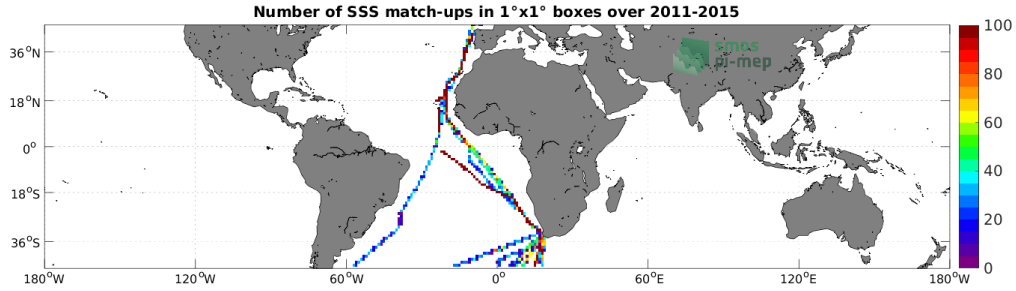 Number of SSS match-ups in 1°x1° boxes over 2011-2015
smos
pi-mep
36°N
18°N
0°
18°S
36°S
180°W
120°W
60°W
0°
60°E
120°E
180°W
100
80
60
40
20
0